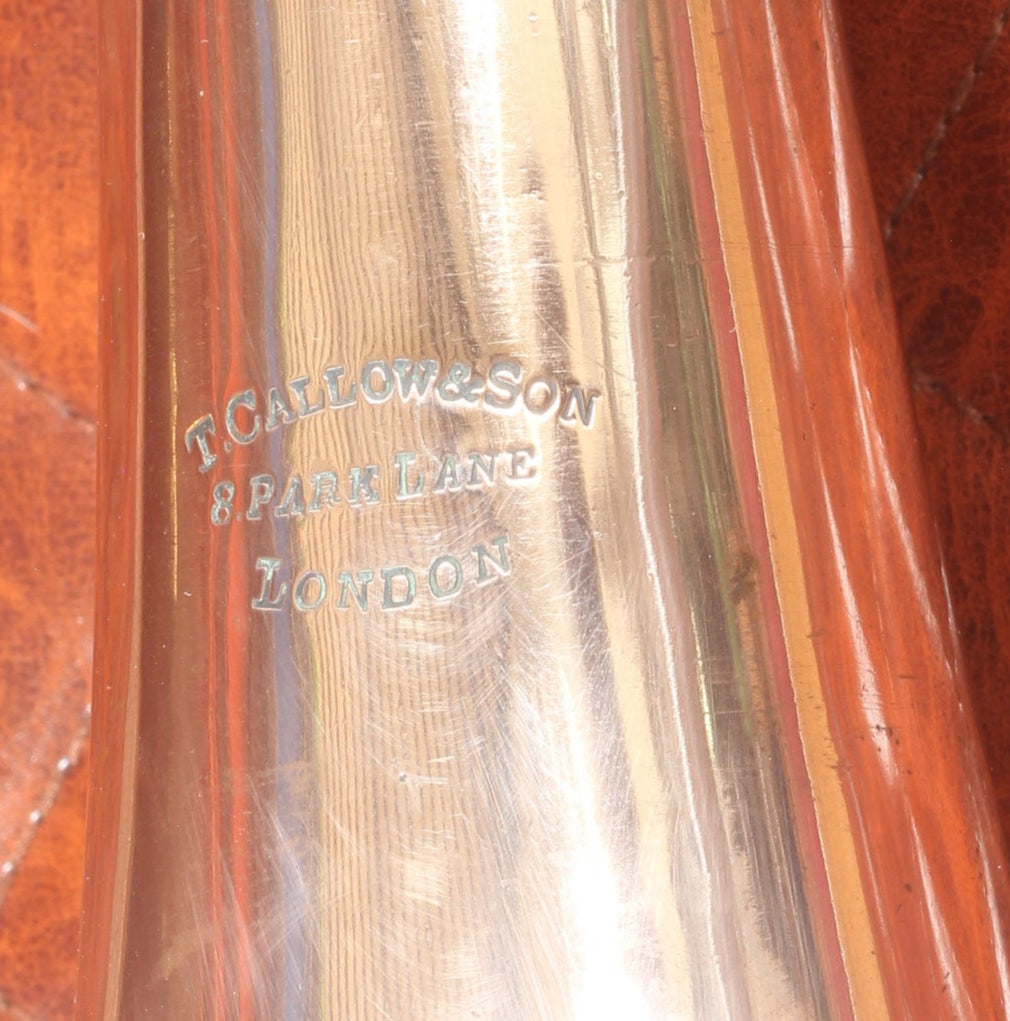 T. CALLOW & SON
8. PARK LANE
LONDON